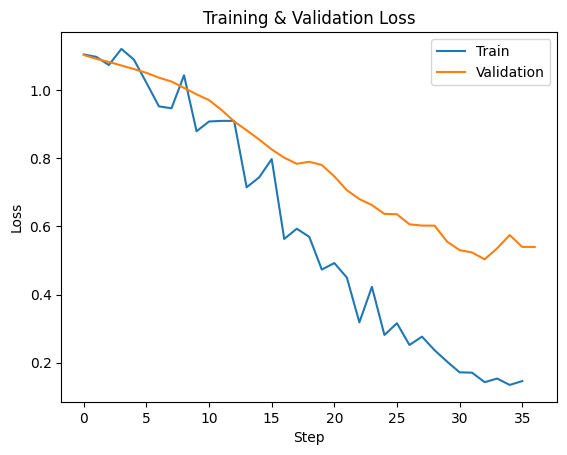 Training & Validation Loss
Train
Validation
1.0
0.8
0.6
0.4
0.2
Loss
0 5 10 15 20 25 30 35
Step